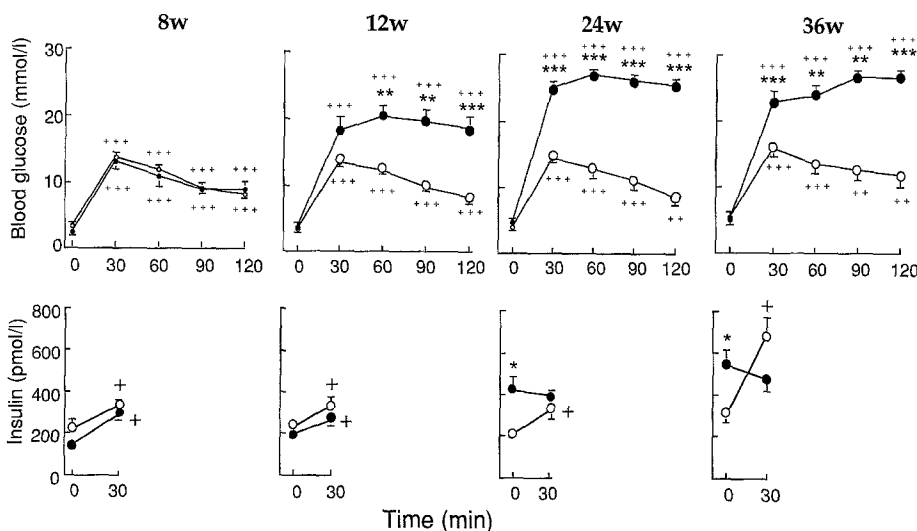 8w 12w 24w 36w
Blood glucose (mmol/l)
30
20
10
0
+++ +++ +++ +++
+++ +++ +++ +++
0 30 60 90 120
+++ +++ +++ +++
** ** ***
+++ +++ +++ +++
0 30 60 90 120
+++ +++ +++ +++
*** *** *** ***
+++ +++ +++ ++
0 30 60 90 120
+++ +++ ++ +++
*** ** ** ***
+++ ++ ++ ++
0 30 60 90 120
Insulin (pmol/l)
800
600
400
200
0
+
+
0 30
+
+
0 30
*
+
0 30
*
+
0 30
Time (min)